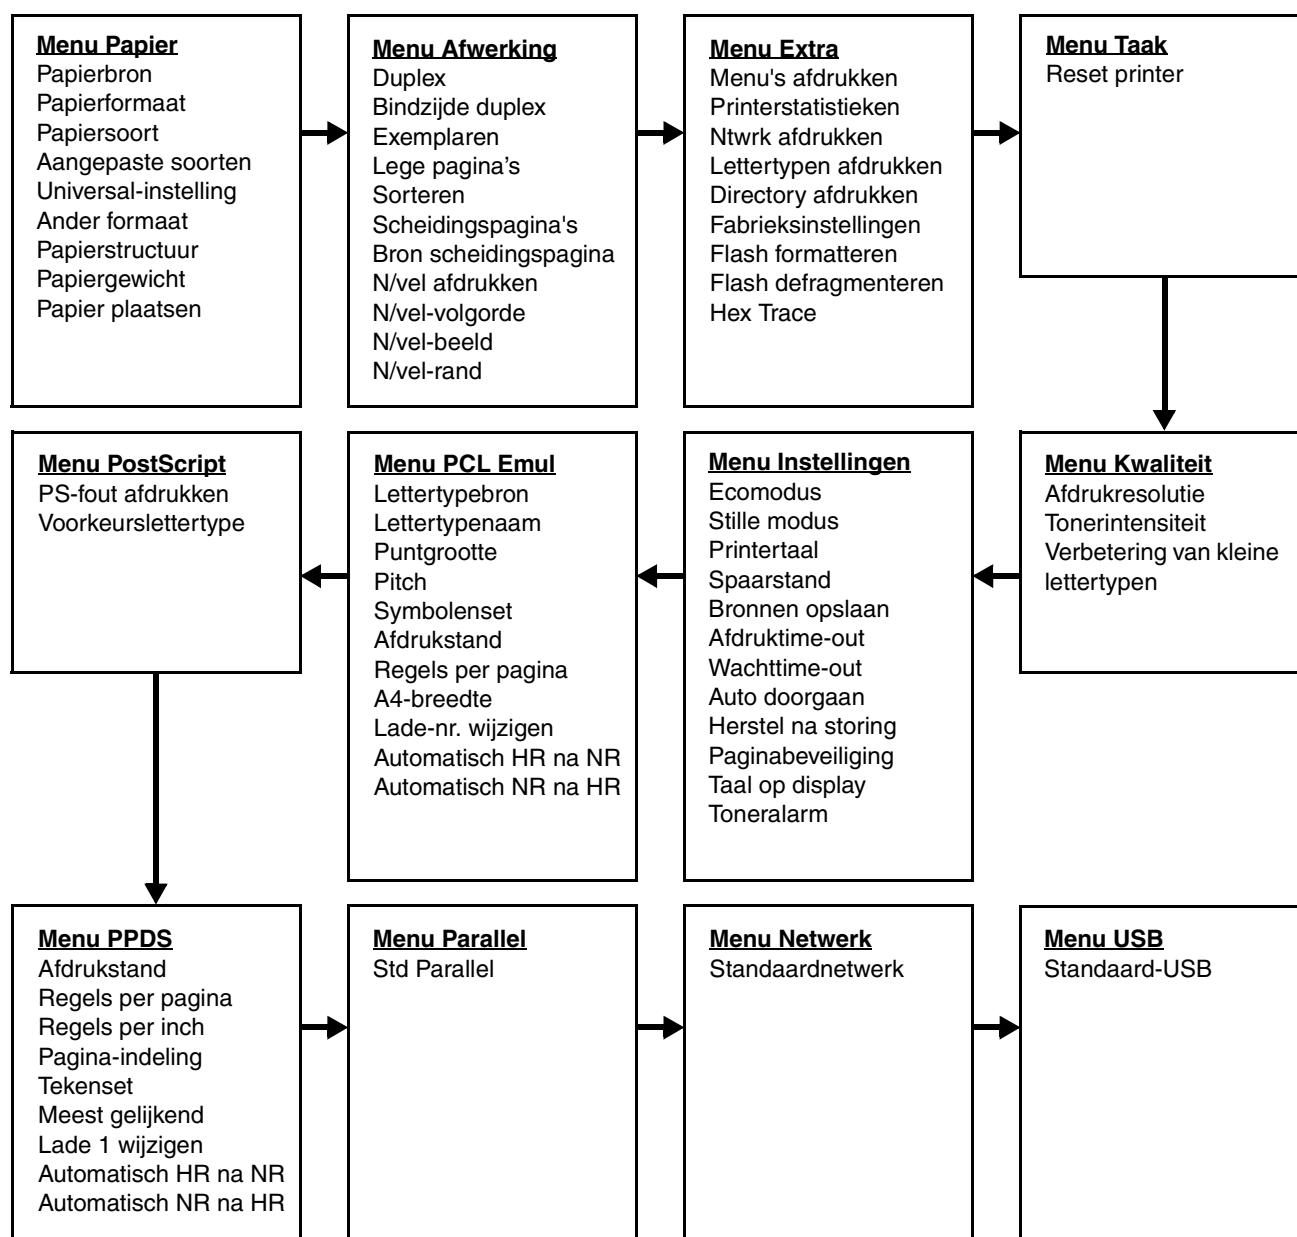 Menu Papier
Papierbron
Papierformaat
Papiersoort
Aangepaste soorten
Universal-instelling
Ander formaat
Papierstructuur
Papiergewicht
Papier plaatsen
Menu Afwerking
Duplex
Bindzijde duplex
Exemplaren
Lege pagina’s
Sorteren
Scheidingspagina's
Bron scheidingspagina
N/vel afdrukken
N/vel-volgorde
N/vel-beeld
N/vel-rand
Menu Extra
Menu's afdrukken
Printerstatistieken
Ntwrk afdrukken
Lettertypen afdrukken
Directory afdrukken
Fabrieksinstellingen
Flash formatteren
Flash defragmenteren
Hex Trace
Menu Taak
Reset printer
Menu Kwaliteit
Afdrukresolutie
Tonerintensiteit
Verbetering van kleine
lettertypen
Menu Instellingen
Ecomodus
Stille modus
Printertaal
Spaarstand
Bronnen opslaan
Afdruktime-out
Wachttime-out
Auto doorgaan
Herstel na storing
Paginabeveiliging
Taal op display
Toneralarm
Menu PCL Emul
Lettertypebron
Lettertypenaam
Puntgrootte
Pitch
Symbolenset
Afdrukstand
Regels per pagina
A4-breedte
Lade-nr. wijzigen
Automatisch HR na NR
Automatisch NR na HR
Menu PostScript
PS-fout afdrukken
Voorkeurslettertype
Menu PPDS
Afdrukstand
Regels per pagina
Regels per inch
Pagina-indeling
Tekenset
Meest gelijkend
Lade 1 wijzigen
Automatisch HR na NR
Automatisch NR na HR
Menu Parallel
Std Parallel
Menu Netwerk
Standaardnetwerk
Menu USB
Standaard-USB